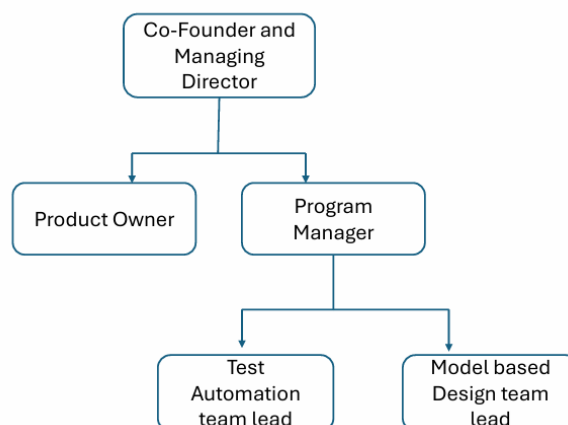 Co-Founder and
Managing
Director
Product Owner
Program
Manager
Test
Automation
team lead
Model based
Design team
lead